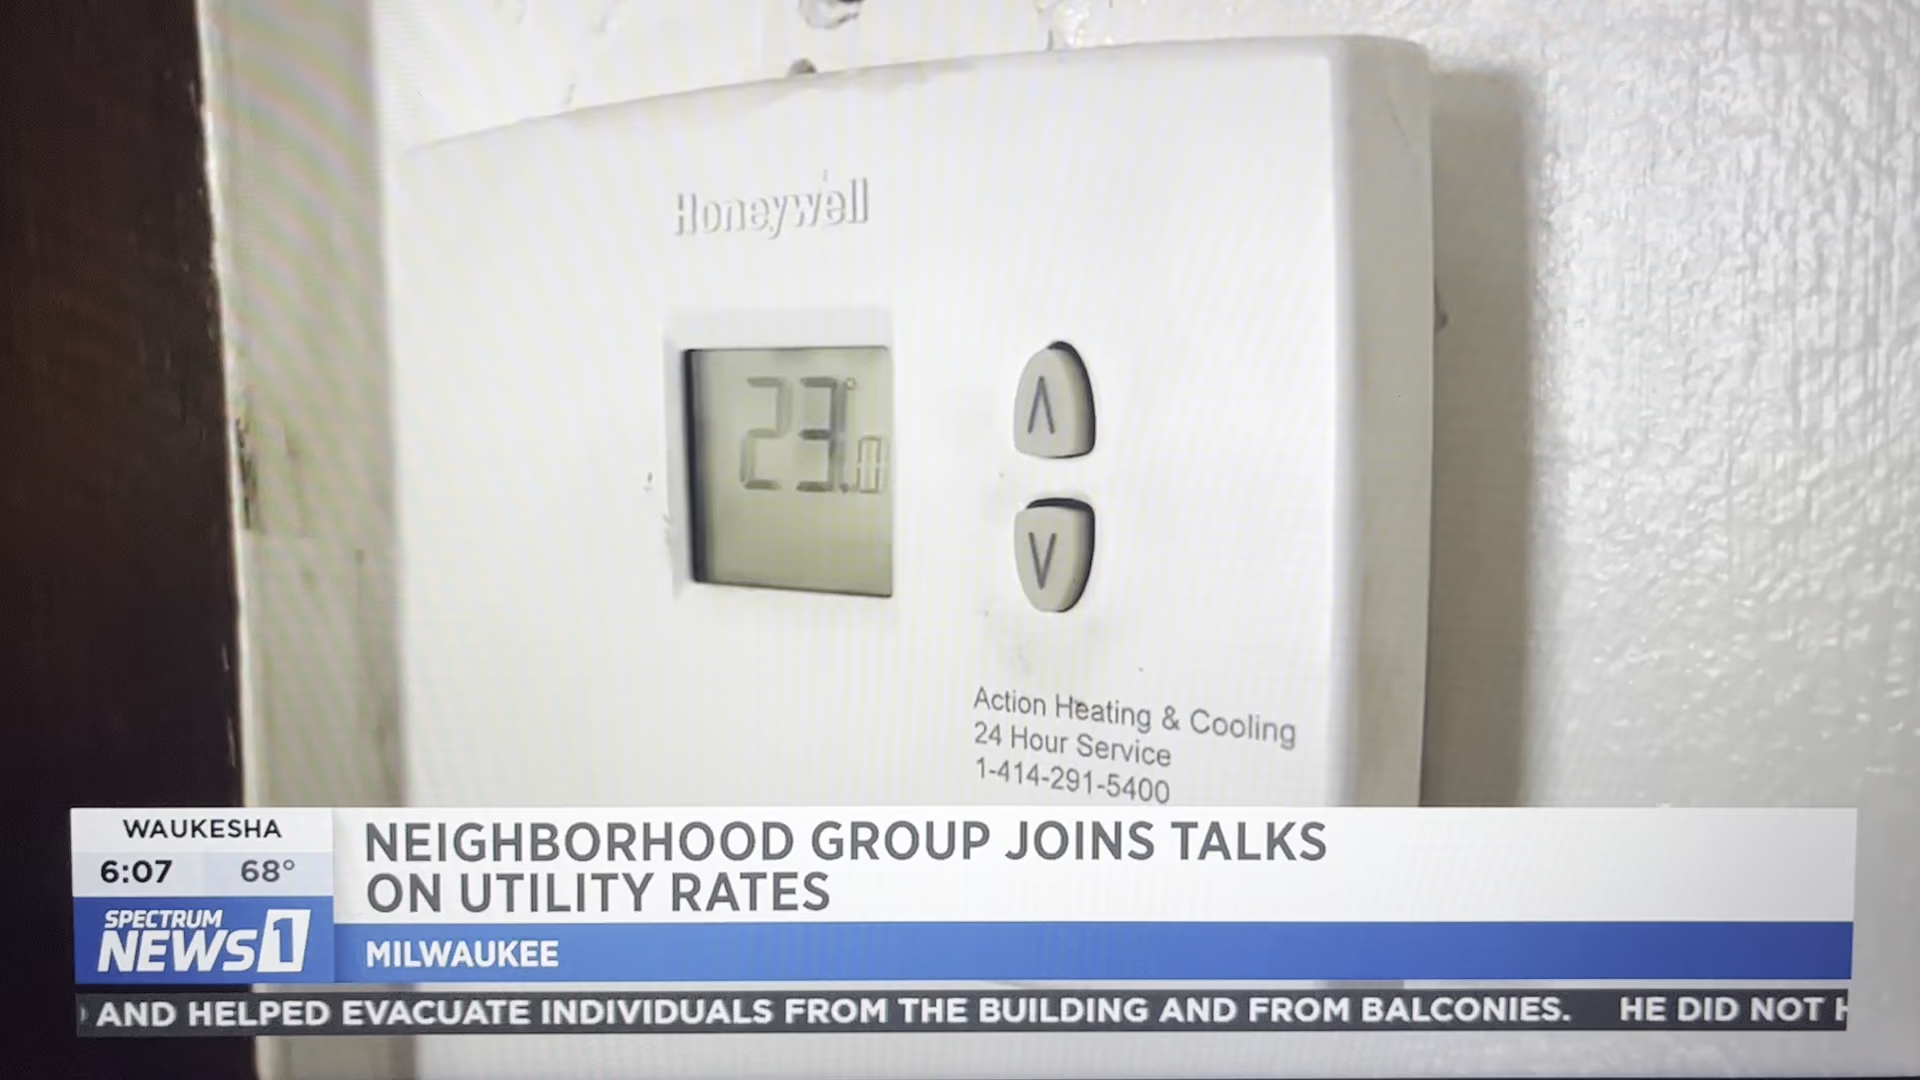 Honeywell
23.0°
Λ
V
Action Heating & Cooling
24 Hour Service
1-414-291-5400
WAUKESHA
6:07 68°
SPECTRUM
NEWS 1
NEIGHBORHOOD GROUP JOINS TALKS
ON UTILITY RATES
MILWAUKEE
AND HELPED EVACUATE INDIVIDUALS FROM THE BUILDING AND FROM BALCONIES. HE DID NOT